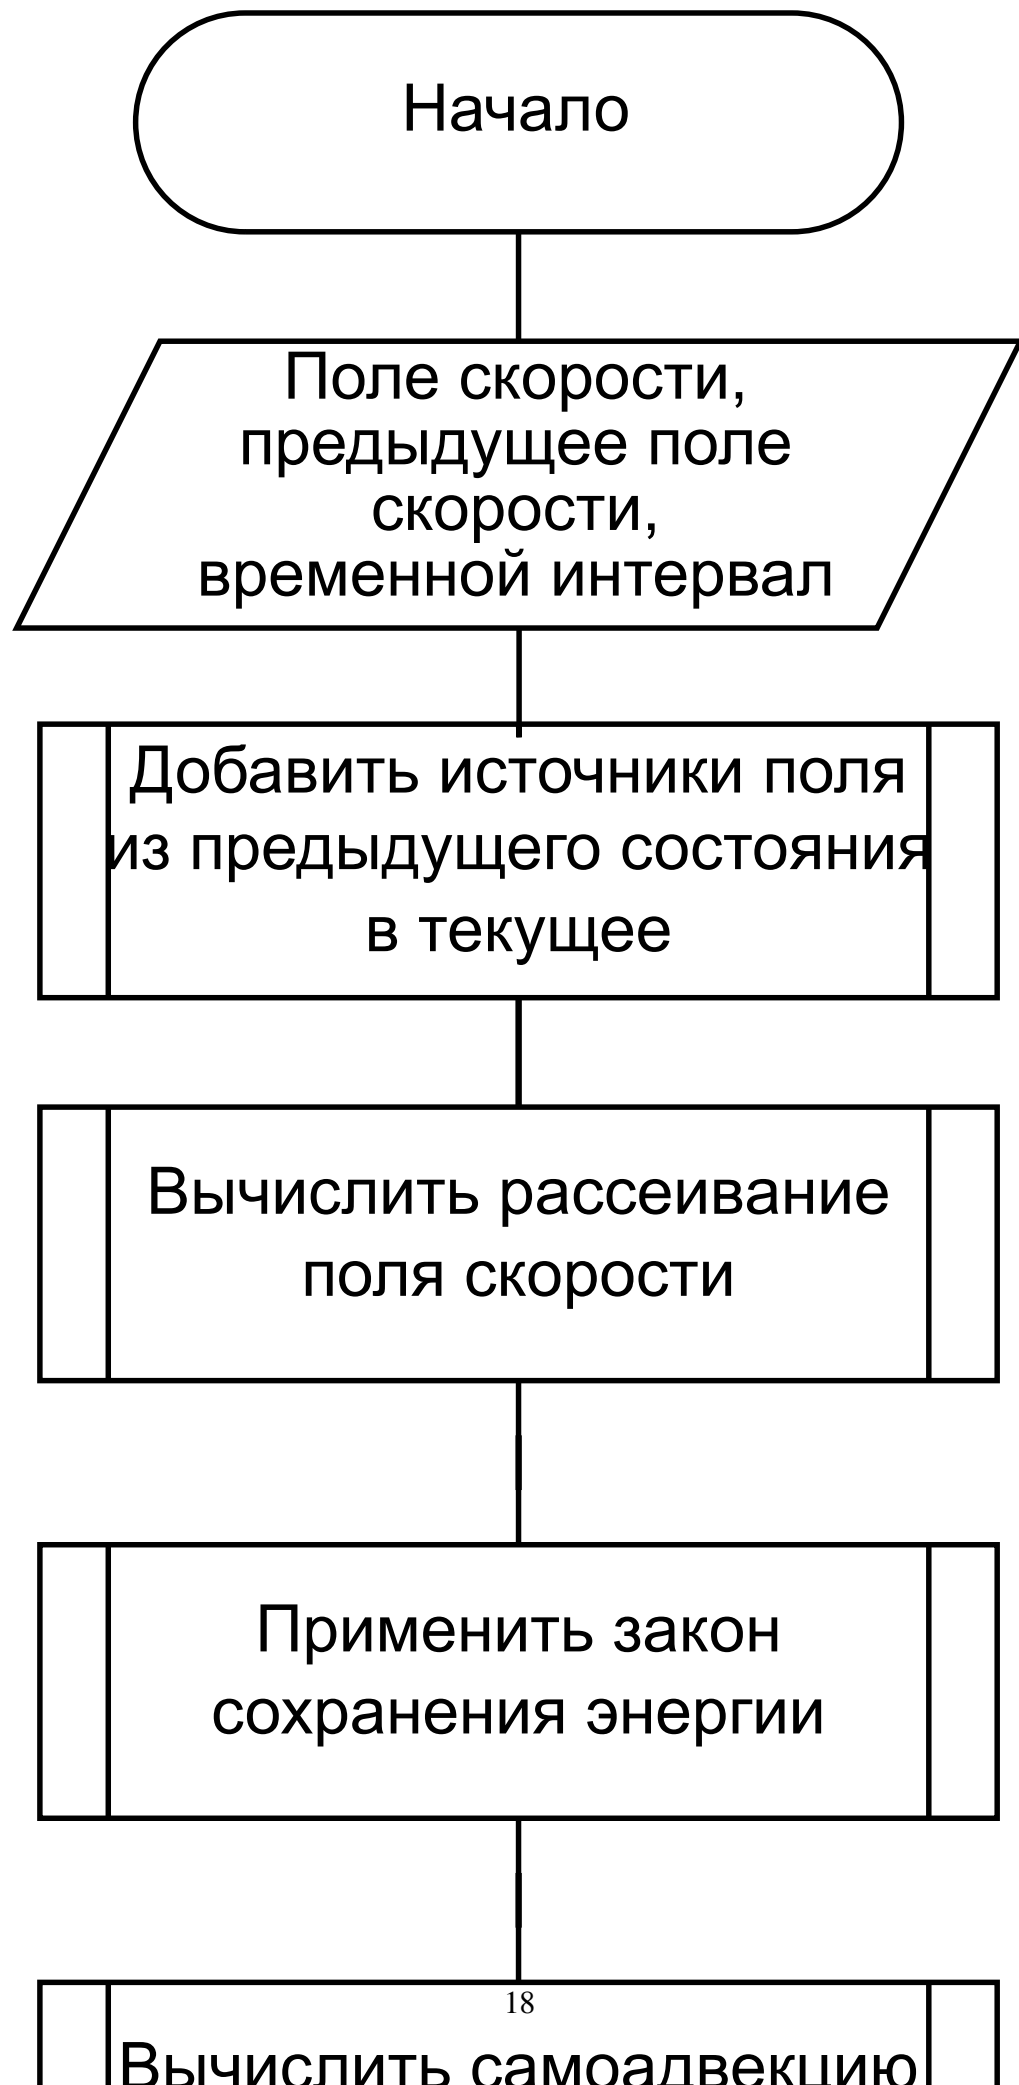 Начало
Поле скорости,
предыдущее поле
скорости,
временной интервал
Добавить источники поля
из предыдущего состояния
в текущее
Вычислить рассеивание
поля скорости
Применить закон
сохранения энергии
18
Вычислить самоадвекцию